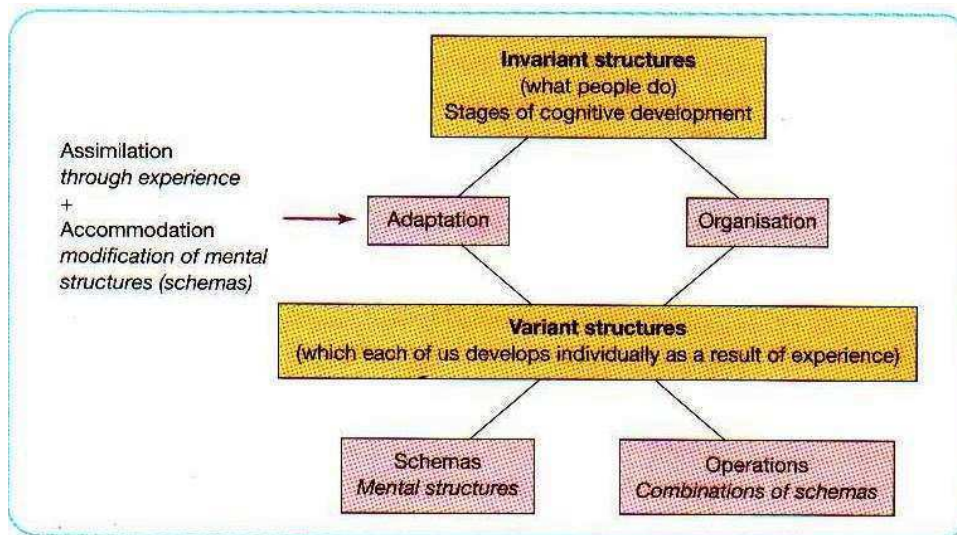 Invariant structures
(what people do)
Stages of cognitive development
Assimilation
through experience
+
Accommodation
modification of mental
structures (schemas)
Adaptation
Organisation
Variant structures
(which each of us develops individually as a result of experience)
Schemas
Mental structures
Operations
Combinations of schemas